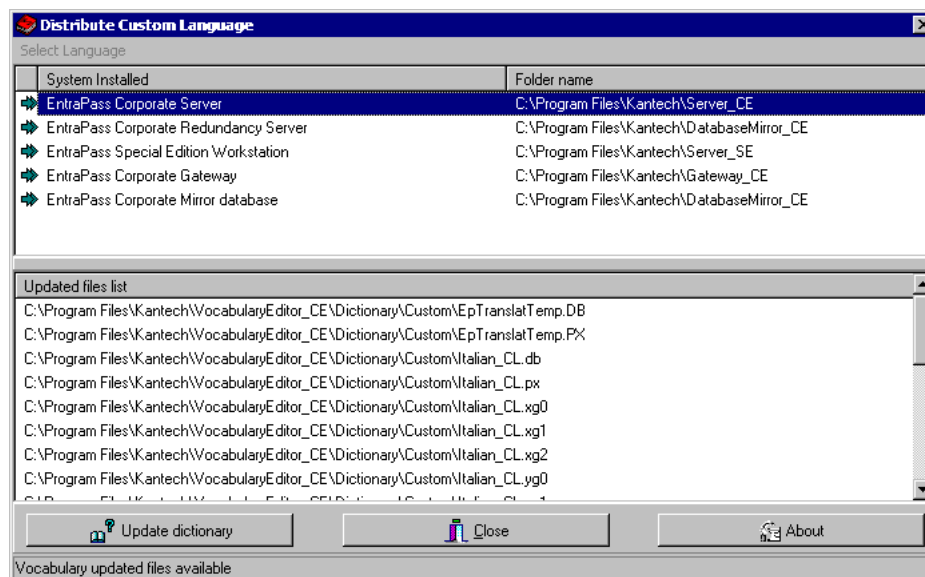 Distribute Custom Language
Select Language
System Installed Folder name
EntraPass Corporate Server C:\Program Files\Kantech\Server_CE
EntraPass Corporate Redundancy Server C:\Program Files\Kantech\DatabaseMirror_CE
EntraPass Special Edition Workstation C:\Program Files\Kantech\Server_SE
EntraPass Corporate Gateway C:\Program Files\Kantech\Gateway_CE
EntraPass Corporate Mirror database C:\Program Files\Kantech\DatabaseMirror_CE
Updated files list
C:\Program Files\Kantech\VocabularyEditor_CE\Dictionary\Custom\EpTranslatTemp.DB
C:\Program Files\Kantech\VocabularyEditor_CE\Dictionary\Custom\EpTranslatTemp.PX
C:\Program Files\Kantech\VocabularyEditor_CE\Dictionary\Custom\Italian_CL.db
C:\Program Files\Kantech\VocabularyEditor_CE\Dictionary\Custom\Italian_CL.px
C:\Program Files\Kantech\VocabularyEditor_CE\Dictionary\Custom\Italian_CL.xg0
C:\Program Files\Kantech\VocabularyEditor_CE\Dictionary\Custom\Italian_CL.xg1
C:\Program Files\Kantech\VocabularyEditor_CE\Dictionary\Custom\Italian_CL.xg2
C:\Program Files\Kantech\VocabularyEditor_CE\Dictionary\Custom\Italian_CL.yg0
Update dictionary Close About
Vocabulary updated files available